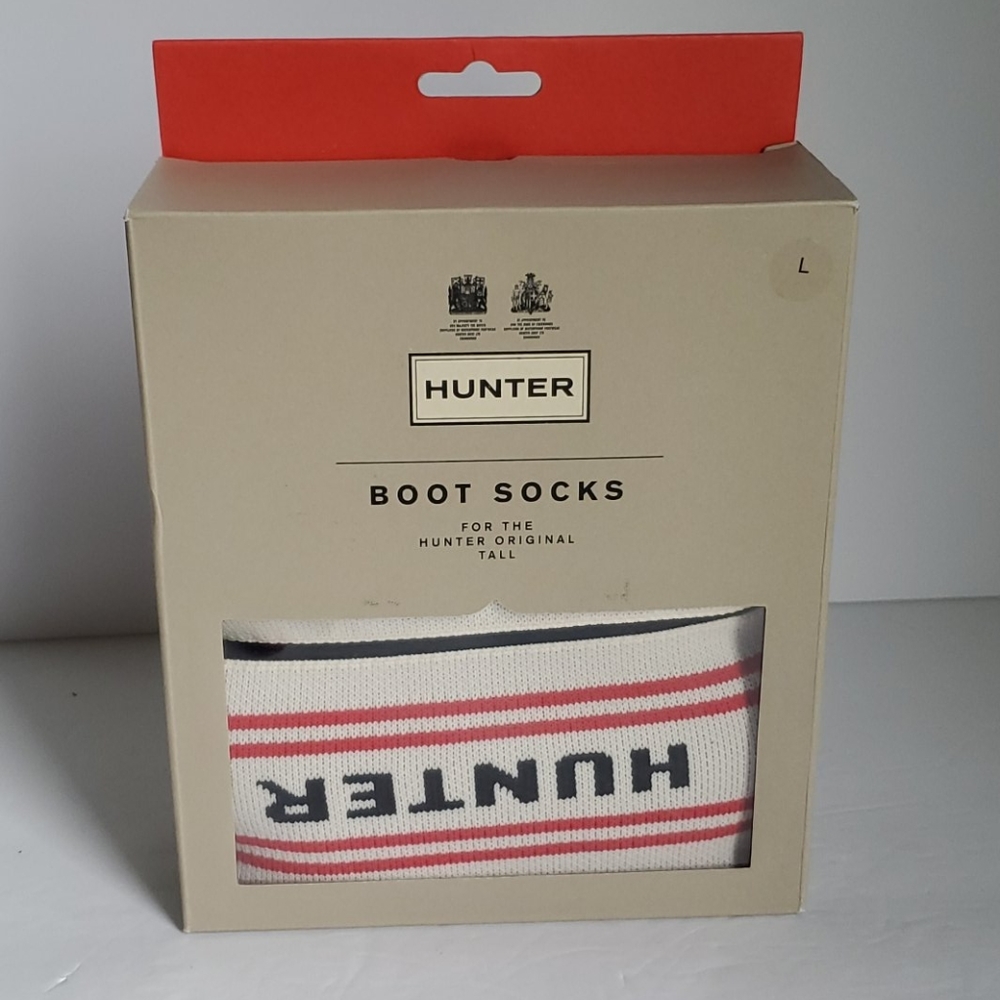 L
HUNTER
BOOT SOCKS
FOR THE
HUNTER ORIGINAL
TALL
HUNTER